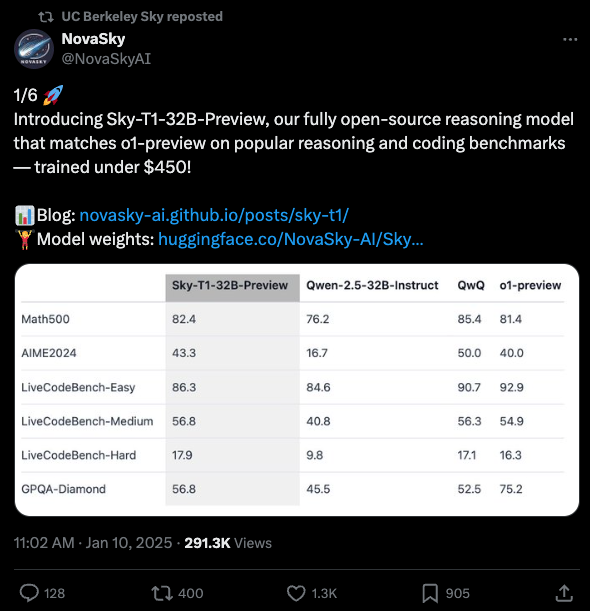 UC Berkeley Sky reposted
NovaSky
@NovaSkyAI
1/6 🚀
Introducing Sky-T1-32B-Preview, our fully open-source reasoning model
that matches o1-preview on popular reasoning and coding benchmarks
— trained under $450!
📊Blog: novasky-ai.github.io/posts/sky-t1/
🏋️‍♀️Model weights: huggingface.co/NovaSky-AI/Sky...
Sky-T1-32B-Preview Qwen-2.5-32B-Instruct QwQ o1-preview
Math500 82.4 76.2 85.4 81.4
AIME2024 43.3 16.7 50.0 40.0
LiveCodeBench-Easy 86.3 84.6 90.7 92.9
LiveCodeBench-Medium 56.8 40.8 56.3 54.9
LiveCodeBench-Hard 17.9 9.8 17.1 16.3
GPQA-Diamond 56.8 45.5 52.5 75.2
11:02 AM · Jan 10, 2025 · 291.3K Views
128 400 1.3K 905